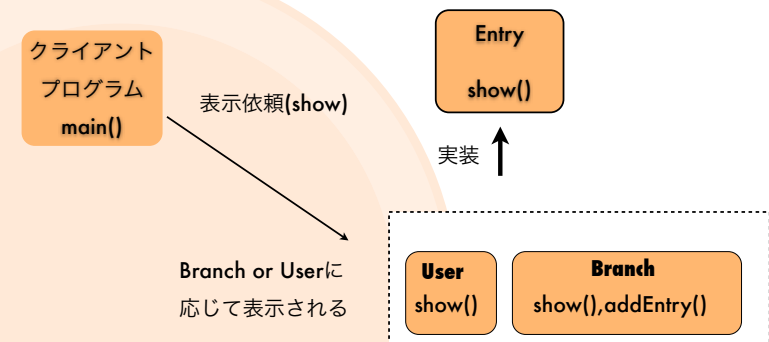 クライアント
プログラム
main()
表示依頼(show)
Entry
show()
実装
Branch or Userに
応じて表示される
User
show()
Branch
show(),addEntry()